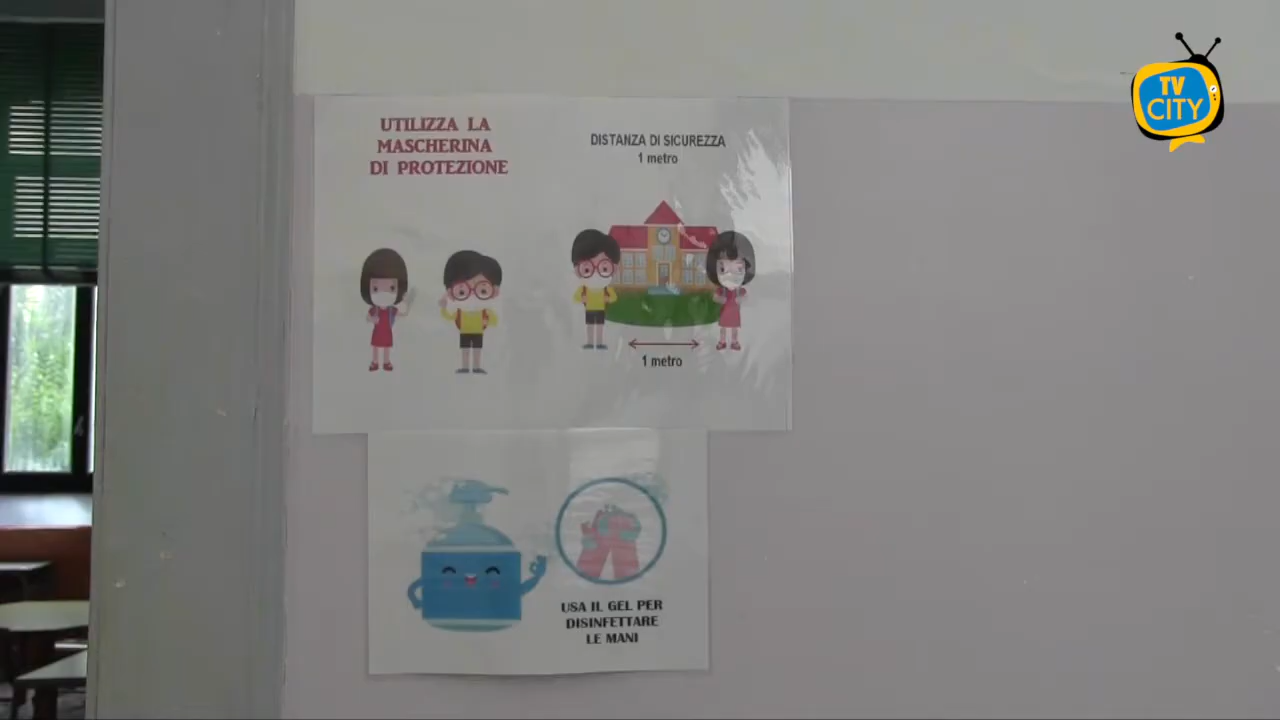 UTILIZZA LA
MASCHERINA
DI PROTEZIONE
DISTANZA DI SICUREZZA
1 metro
1 metro
USA IL GEL PER
DISINFETTARE
LE MANI
TV
CITY